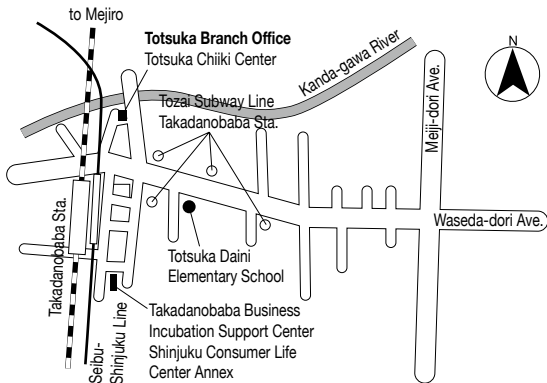 to Mejiro
Totsuka Branch Office
Totsuka Chiiki Center
Kanda-gawa River
N
Tozai Subway Line
Takadanobaba Sta.
Meiji-dori Ave.
Waseda-dori Ave.
Takadanobaba Sta.
Totsuka Daini
Elementary School
Seibu-
Shinjuku Line
Takadanobaba Business
Incubation Support Center
Shinjuku Consumer Life
Center Annex